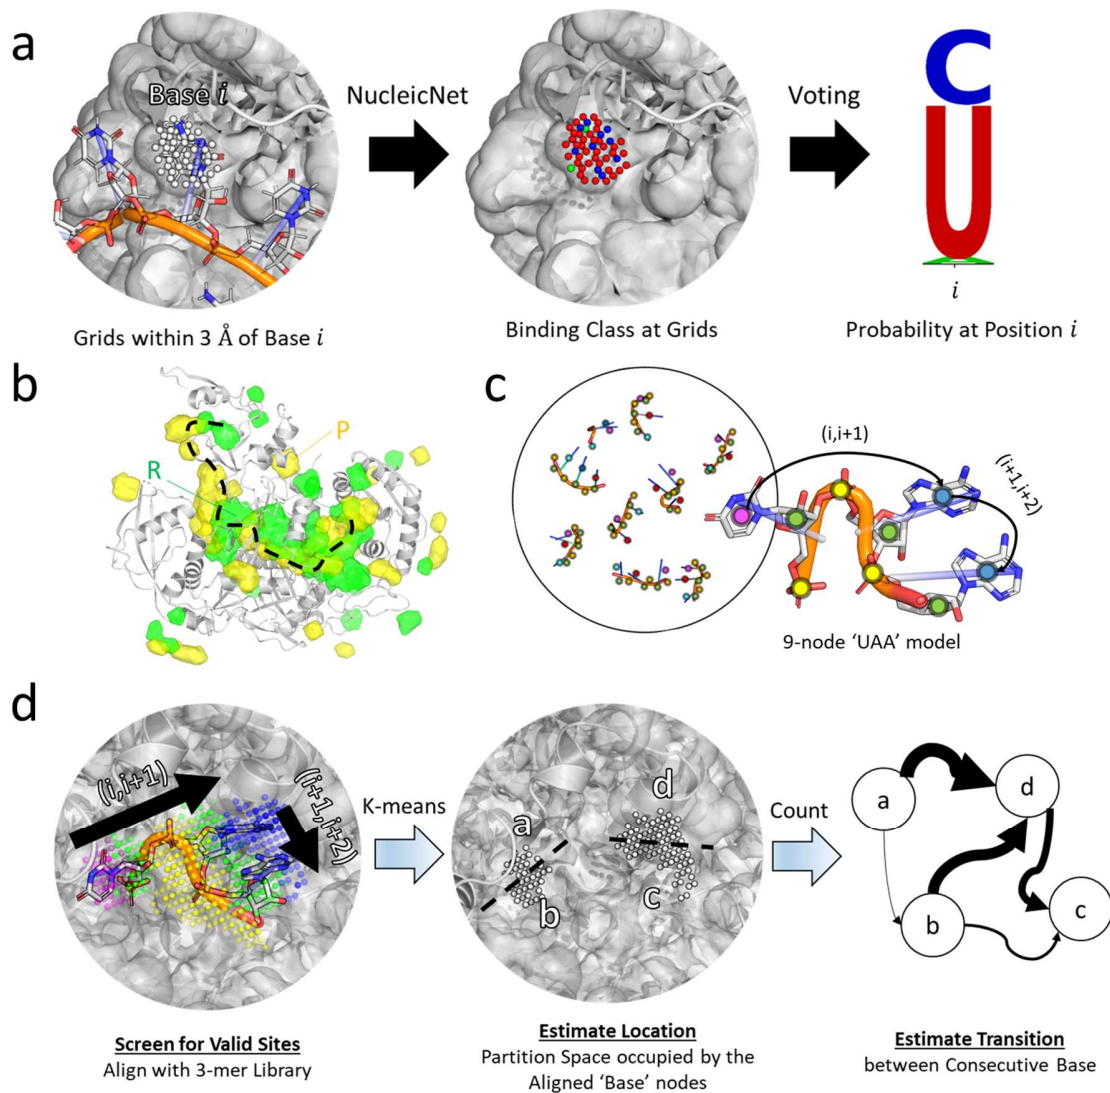 a
Base i
NucleicNet
Voting
C
U
i
Grids within 3 Å of Base i
Binding Class at Grids
Probability at Position i
b
P
R
c
(i,i+1)
(i+1,i+2)
9-node ‘UAA’ model
d
(i,i+1)
(i+1,i+2)
K-means
a
b
d
c
Count
a
d
b
c
Screen for Valid Sites
Align with 3-mer Library
Estimate Location
Partition Space occupied by the
Aligned ‘Base’ nodes
Estimate Transition
between Consecutive Base